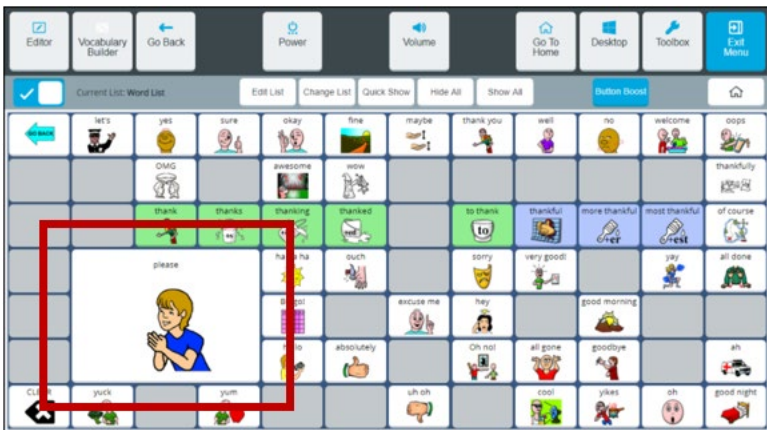 Editor Vocabulary Builder Go Back Power Volume Go To Home Desktop Toolbox Exit Menu
Current List: Word List Edit List Change List Quick Show Hide All Show All Button Boost
GO BACK let's yes sure okay fine maybe thank you well no welcome oops
OMG awesome wow thankfully
thank thanks thanking thanked to thank thankful more thankful most thankful of course
to +er +est
please ha ha ouch sorry very good! yay all done
excuse me hey good morning
absolutely Oh no! all gone goodbye ah
yuck yum uh oh cool yikes oh good night